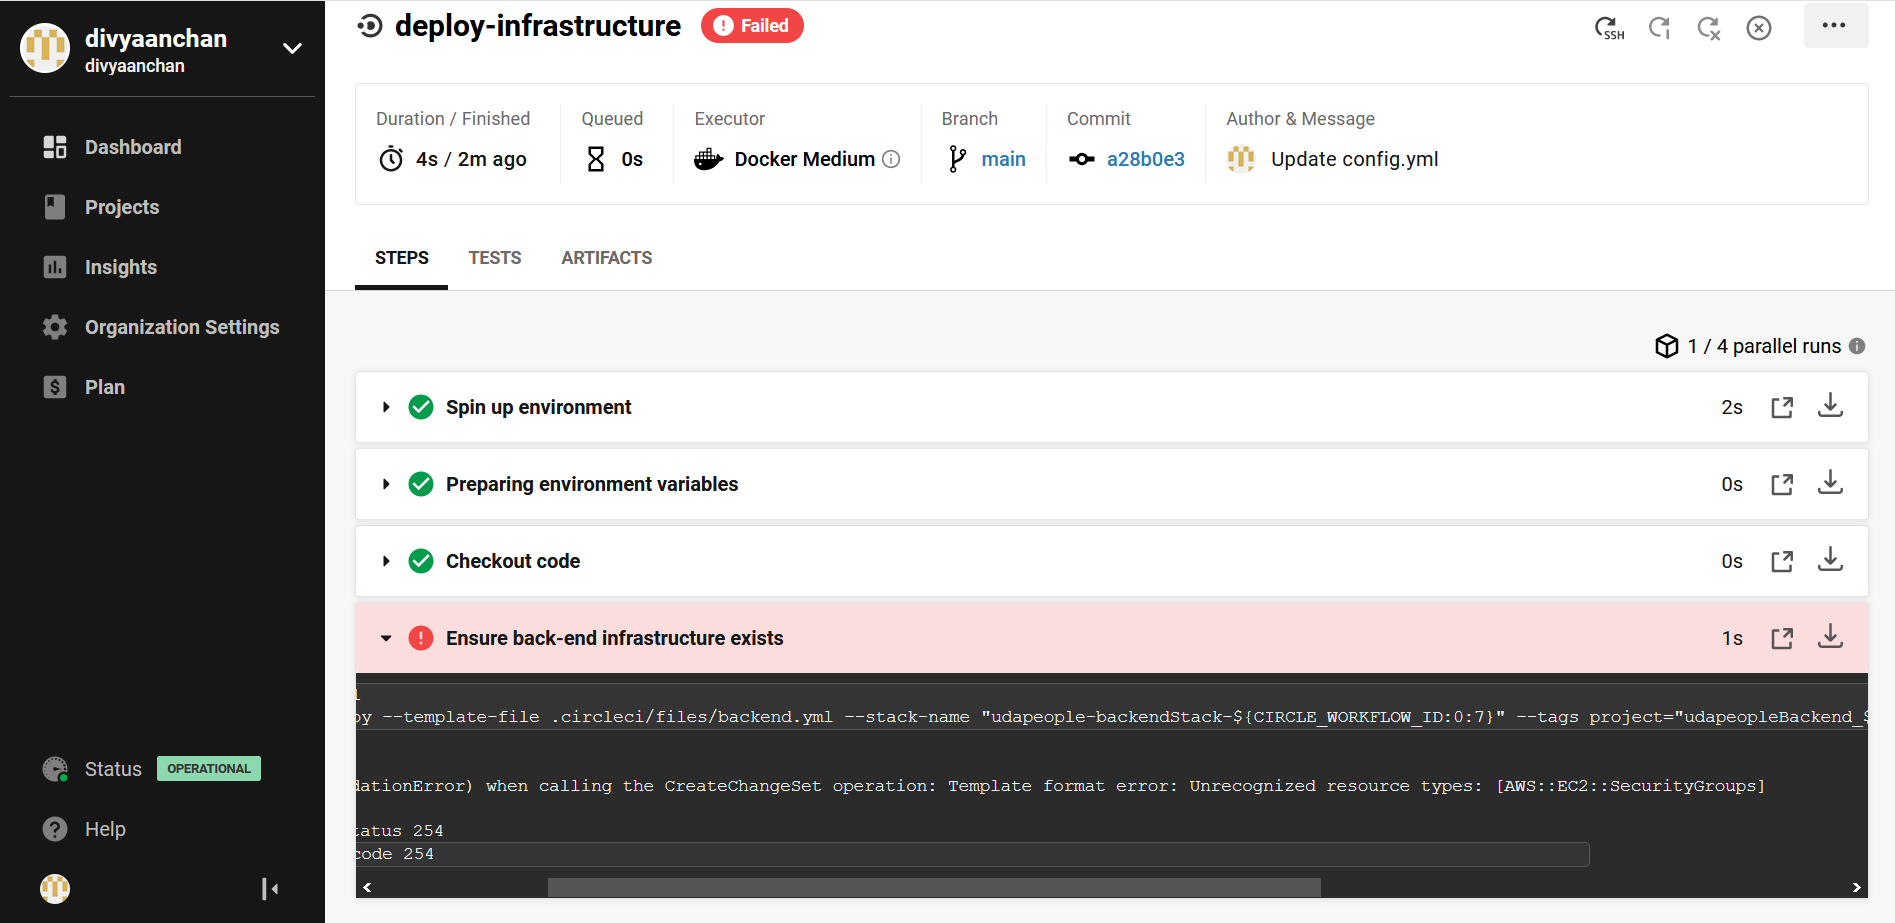 divyaanchan
divyaanchan
Dashboard
Projects
Insights
Organization Settings
Plan
Status OPERATIONAL
Help
deploy-infrastructure Failed
SSH
Duration / Finished Queued Executor Branch Commit Author & Message
4s / 2m ago 0s Docker Medium main a28b0e3 Update config.yml
STEPS TESTS ARTIFACTS
1 / 4 parallel runs
Spin up environment 2s
Preparing environment variables 0s
Checkout code 0s
Ensure back-end infrastructure exists 1s
oy --template-file .circleci/files/backend.yml --stack-name "udapeople-backendStack-${CIRCLE_WORKFLOW_ID:0:7}" --tags project="udapeopleBackend_$
dationError) when calling the CreateChangeSet operation: Template format error: Unrecognized resource types: [AWS::EC2::SecurityGroups]
tatus 254
code 254